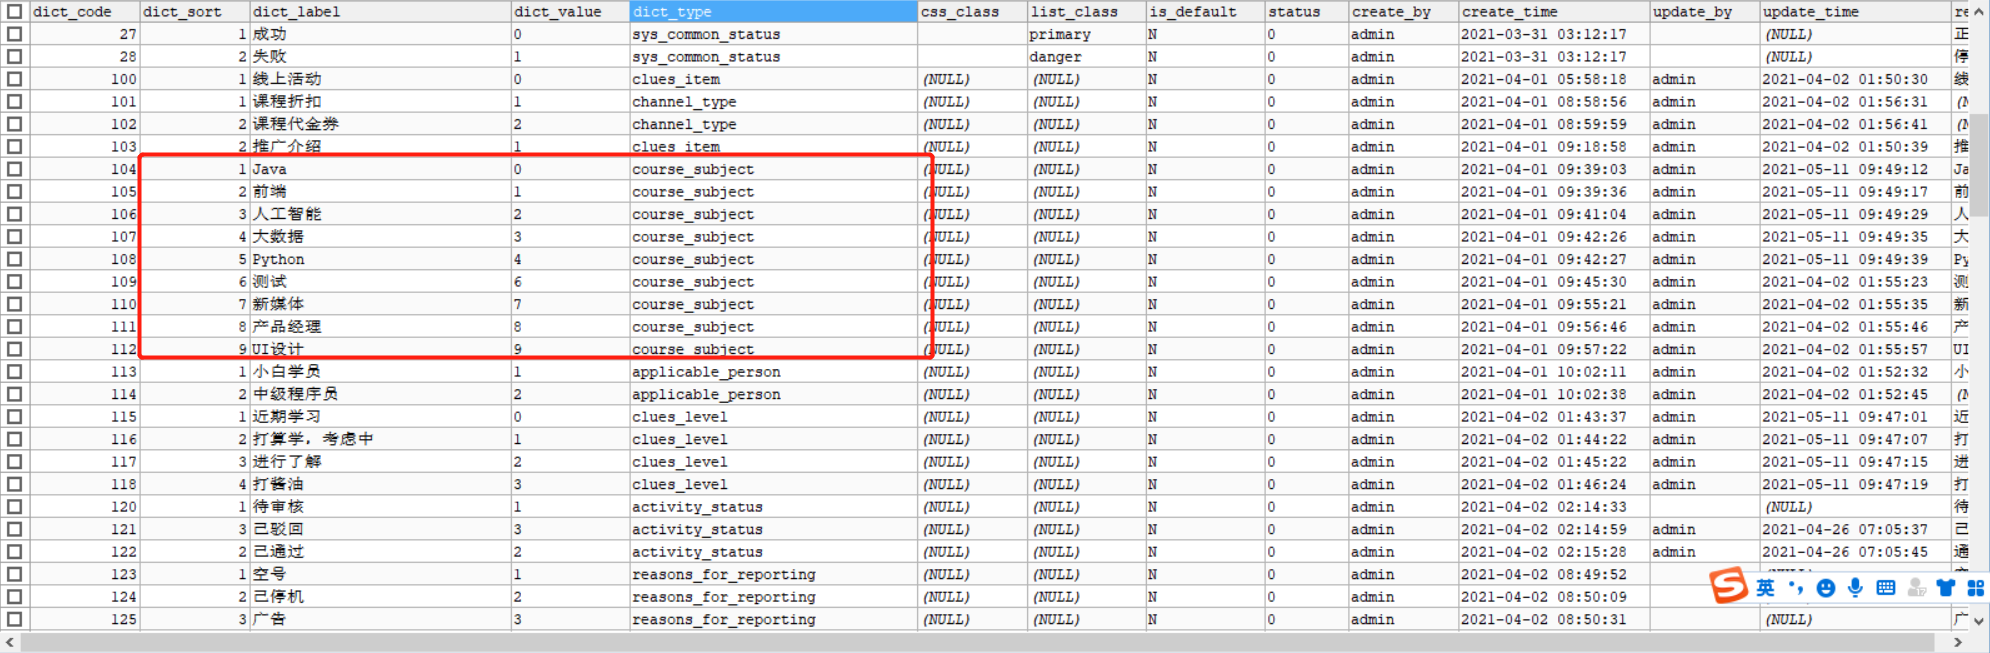 dict_code dict_sort dict_label dict_value dict_type css_class list_class is_default status create_by create_time update_by update_time re
27 1 成功 0 sys_common_status primary N 0 admin 2021-03-31 03:12:17 (NULL) 正
28 2 失败 1 sys_common_status danger N 0 admin 2021-03-31 03:12:17 (NULL) 停
100 1 线上活动 0 clues_item (NULL) (NULL) N 0 admin 2021-04-01 05:58:18 admin 2021-04-02 01:50:30 线
101 1 课程折扣 1 channel_type (NULL) (NULL) N 0 admin 2021-04-01 08:58:56 admin 2021-04-02 01:56:31 (N
102 2 课程代金券 2 channel_type (NULL) (NULL) N 0 admin 2021-04-01 08:59:59 admin 2021-04-02 01:56:41 (N
103 2 推广介绍 1 clues_item (NULL) (NULL) N 0 admin 2021-04-01 09:18:58 admin 2021-04-02 01:50:39 推
104 1 Java 0 course_subject (NULL) (NULL) N 0 admin 2021-04-01 09:39:03 admin 2021-05-11 09:49:12 Ja
105 2 前端 1 course_subject (NULL) (NULL) N 0 admin 2021-04-01 09:39:36 admin 2021-05-11 09:49:17 前
106 3 人工智能 2 course_subject (NULL) (NULL) N 0 admin 2021-04-01 09:41:04 admin 2021-05-11 09:49:29 人
107 4 大数据 3 course_subject (NULL) (NULL) N 0 admin 2021-04-01 09:42:26 admin 2021-05-11 09:49:35 大
108 5 Python 4 course_subject (NULL) (NULL) N 0 admin 2021-04-01 09:42:27 admin 2021-05-11 09:49:39 Py
109 6 测试 6 course_subject (NULL) (NULL) N 0 admin 2021-04-01 09:45:30 admin 2021-04-02 01:55:23 测
110 7 新媒体 7 course_subject (NULL) (NULL) N 0 admin 2021-04-01 09:55:21 admin 2021-04-02 01:55:35 新
111 8 产品经理 8 course_subject (NULL) (NULL) N 0 admin 2021-04-01 09:56:46 admin 2021-04-02 01:55:46 产
112 9 UI设计 9 course_subject (NULL) (NULL) N 0 admin 2021-04-01 09:57:22 admin 2021-04-02 01:55:57 UI
113 1 小白学员 1 applicable_person (NULL) (NULL) N 0 admin 2021-04-01 10:02:11 admin 2021-04-02 01:52:32 小
114 2 中级程序员 2 applicable_person (NULL) (NULL) N 0 admin 2021-04-01 10:02:38 admin 2021-04-02 01:52:45 (N
115 1 近期学习 0 clues_level (NULL) (NULL) N 0 admin 2021-04-02 01:43:37 admin 2021-05-11 09:47:01 近
116 2 打算学，考虑中 1 clues_level (NULL) (NULL) N 0 admin 2021-04-02 01:44:22 admin 2021-05-11 09:47:07 打
117 3 进行了解 2 clues_level (NULL) (NULL) N 0 admin 2021-04-02 01:45:22 admin 2021-05-11 09:47:15 进
118 4 打酱油 3 clues_level (NULL) (NULL) N 0 admin 2021-04-02 01:46:24 admin 2021-05-11 09:47:19 打
120 1 待审核 1 activity_status (NULL) (NULL) N 0 admin 2021-04-02 02:14:33 (NULL) 待
121 3 已驳回 3 activity_status (NULL) (NULL) N 0 admin 2021-04-02 02:14:59 admin 2021-04-26 07:05:37 已
122 2 已通过 2 activity_status (NULL) (NULL) N 0 admin 2021-04-02 02:15:28 admin 2021-04-26 07:05:45 通
123 1 空号 1 reasons_for_reporting (NULL) (NULL) N 0 admin 2021-04-02 08:49:52
英
124 2 已停机 2 reasons_for_reporting (NULL) (NULL) N 0 admin 2021-04-02 08:50:09
125 3 广告 3 reasons_for_reporting (NULL) (NULL) N 0 admin 2021-04-02 08:50:31 (NULL) 广